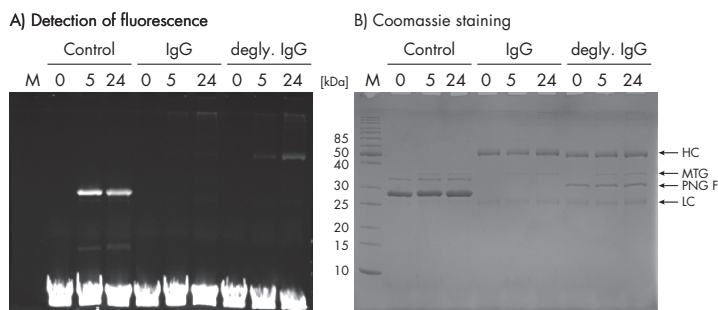 A) Detection of fluorescence
Control IgG degly. IgG
M 0 5 24 0 5 24 0 5 24
B) Coomassie staining
Control IgG degly. IgG
[kDa] M 0 5 24 0 5 24 0 5 24
85
50
40
30
25
20
15
10
HC
MTG
PNG F
LC